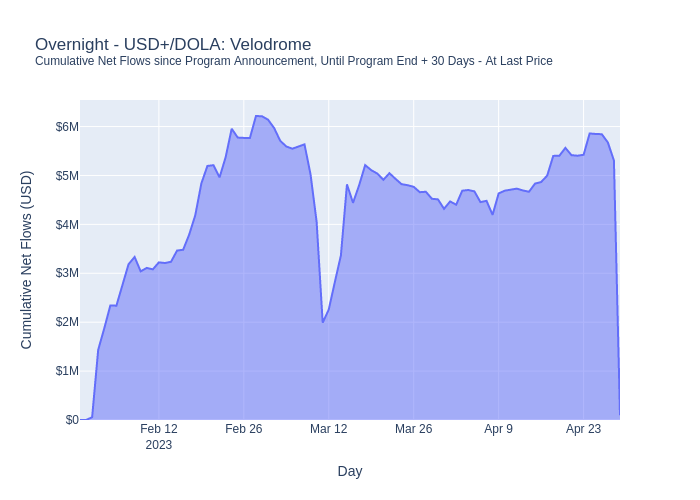 Overnight - USD+/DOLA: Velodrome
Cumulative Net Flows since Program Announcement, Until Program End + 30 Days - At Last Price
Cumulative Net Flows (USD)
$6M
$5M
$4M
$3M
$2M
$1M
$0
Feb 12
2023
Feb 26
Mar 12
Mar 26
Apr 9
Apr 23
Day